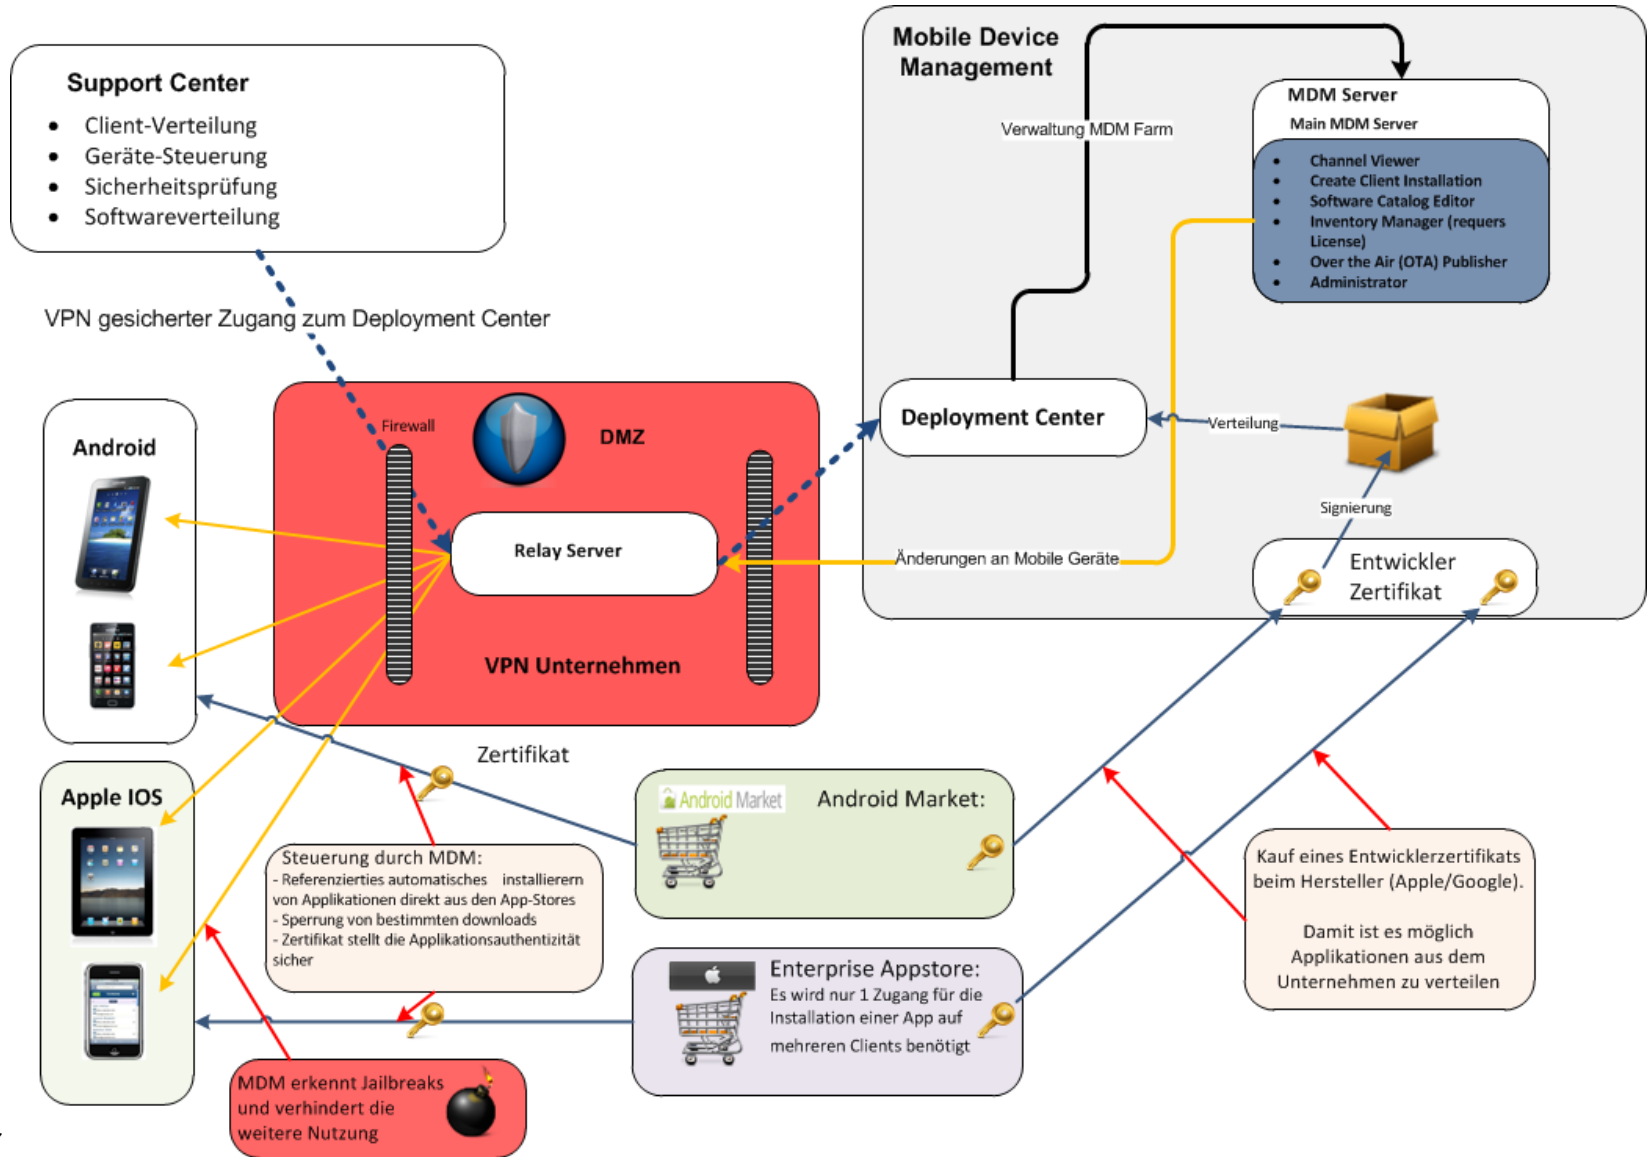 Support Center
• Client-Verteilung
• Geräte-Steuerung
• Sicherheitsprüfung
• Softwareverteilung
VPN gesicherter Zugang zum Deployment Center
Mobile Device
Management
Verwaltung MDM Farm
MDM Server
Main MDM Server
• Channel Viewer
• Create Client Installation
• Software Catalog Editor
• Inventory Manager (requers
License)
• Over the Air (OTA) Publisher
• Administrator
Deployment Center
Verteilung
Signierung
Entwickler
Zertifikat
Änderungen an Mobile Geräte
Firewall
DMZ
Relay Server
VPN Unternehmen
Android
Apple IOS
Zertifikat
Steuerung durch MDM:
- Referenzierties automatisches installierern
von Applikationen direkt aus den App-Stores
- Sperrung von bestimmten downloads
- Zertifikat stellt die Applikationsauthentizität
sicher
Android Market
Android Market:
Enterprise Appstore:
Es wird nur 1 Zugang für die
Installation einer App auf
mehreren Clients benötigt
Kauf eines Entwicklerzertifikats
beim Hersteller (Apple/Google).
Damit ist es möglich
Applikationen aus dem
Unternehmen zu verteilen
MDM erkennt Jailbreaks
und verhindert die
weitere Nutzung